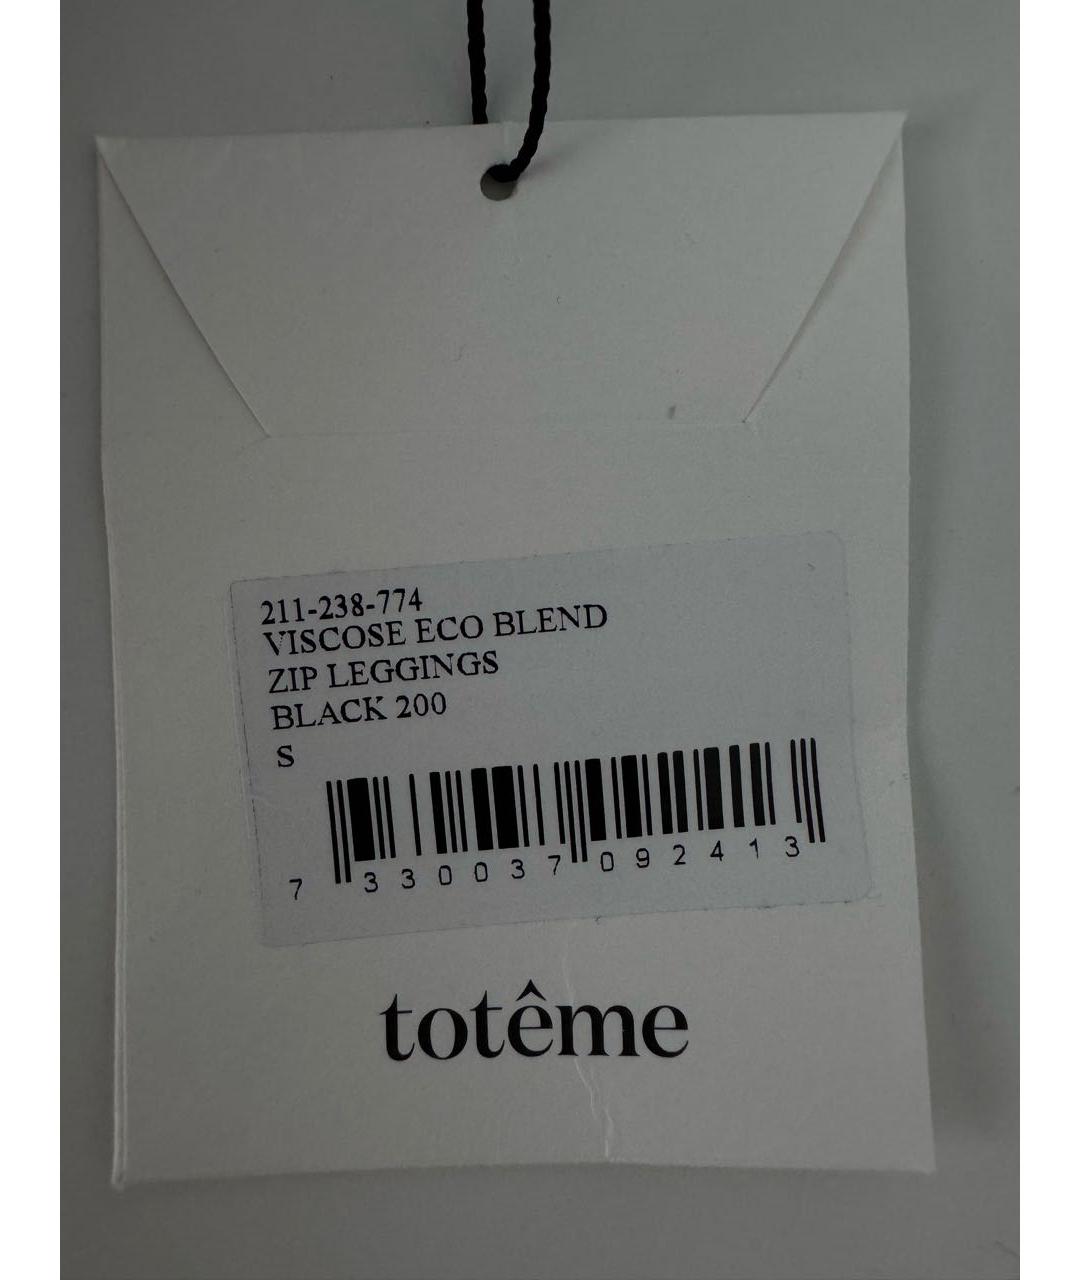 211-238-774
VISCOSE ECO BLEND
ZIP LEGGINGS
BLACK 200
S
7 330037 092413
totême